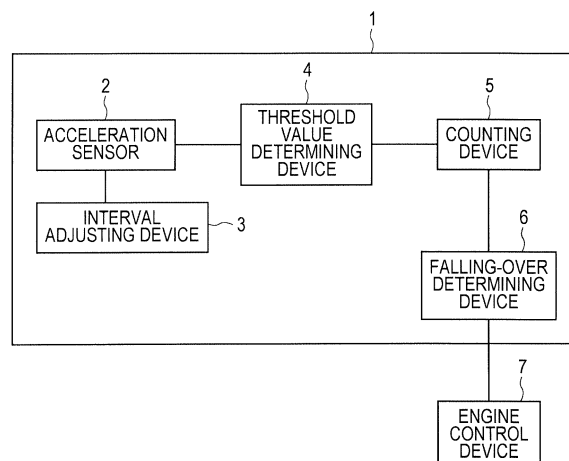 1
2
4
5
ACCELERATION
SENSOR
THRESHOLD
VALUE
DETERMINING
DEVICE
COUNTING
DEVICE
INTERVAL
ADJUSTING DEVICE
3
6
FALLING-OVER
DETERMINING
DEVICE
7
ENGINE
CONTROL
DEVICE